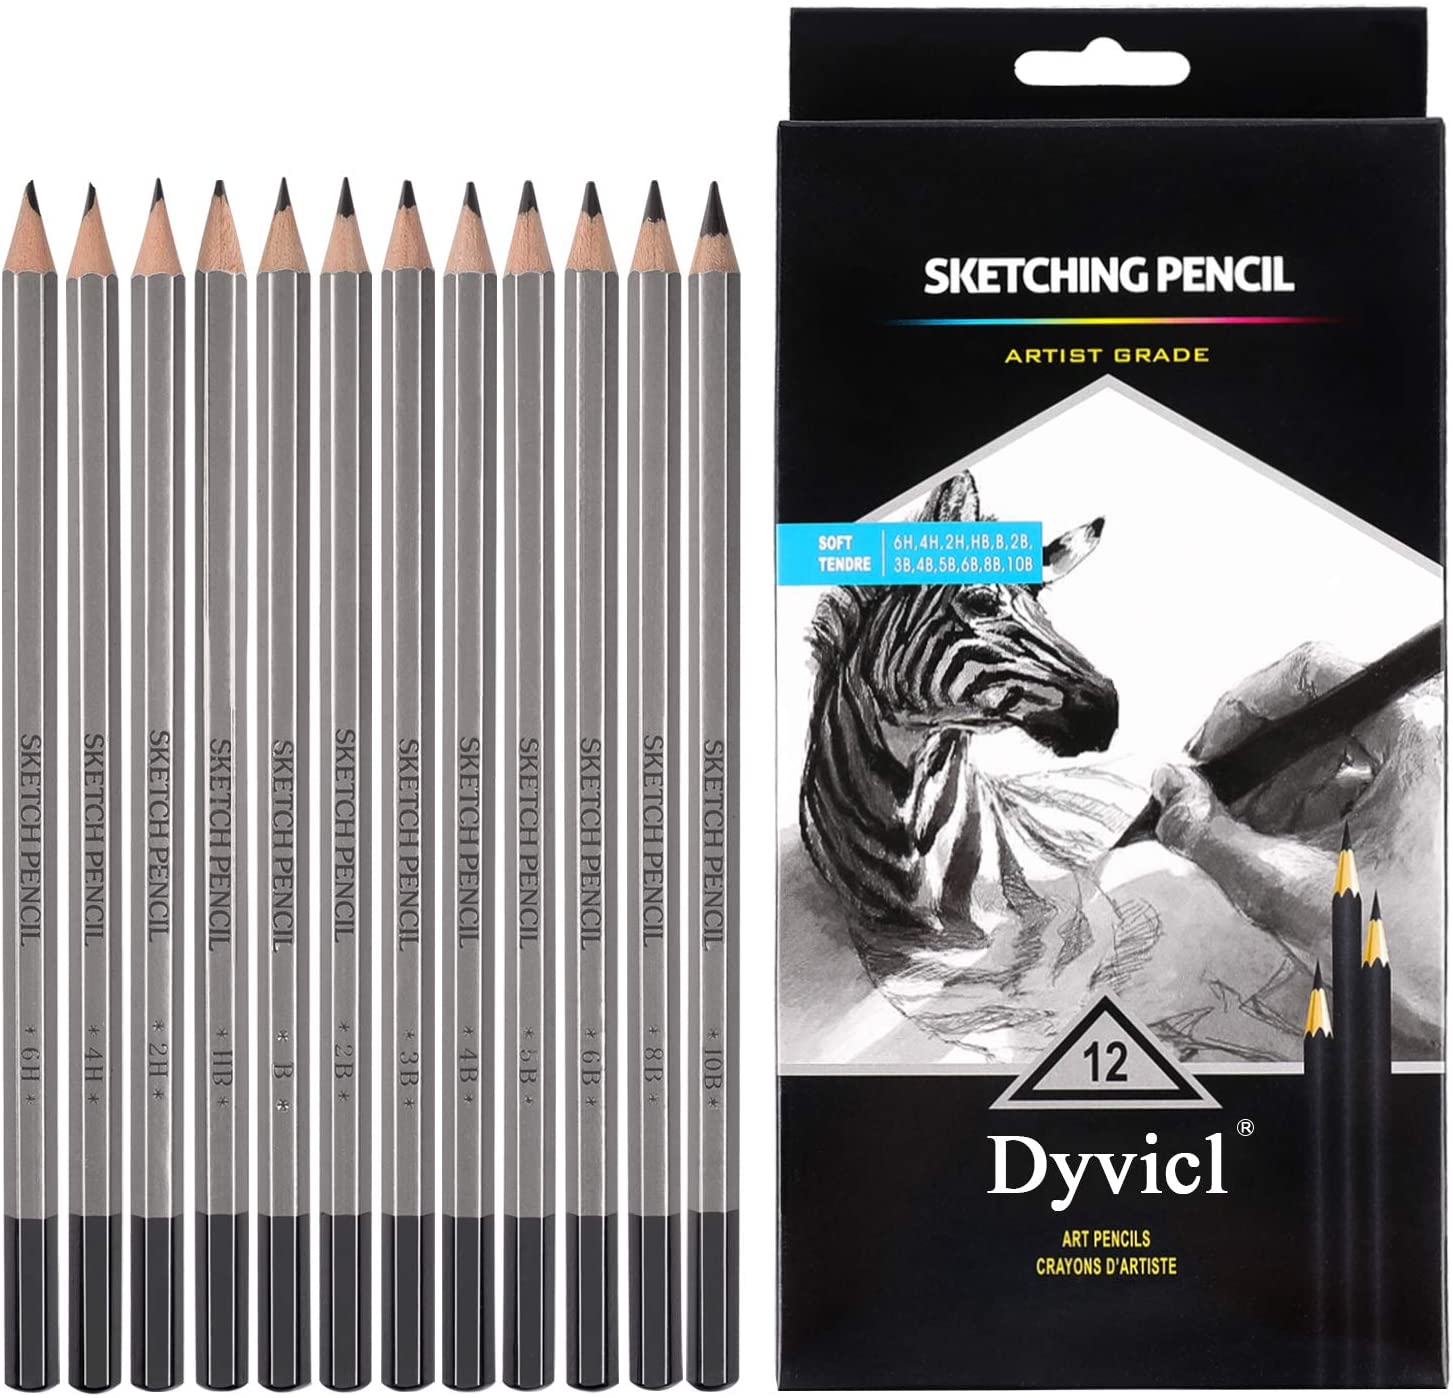 SKETCH PENCIL * 6H *
SKETCH PENCIL * 4H *
SKETCH PENCIL * 2H *
SKETCH PENCIL * HB *
SKETCH PENCIL * B *
SKETCH PENCIL * 2B *
SKETCH PENCIL * 3B *
SKETCH PENCIL * 4B *
SKETCH PENCIL * 5B *
SKETCH PENCIL * 6B *
SKETCH PENCIL * 8B *
SKETCH PENCIL * 10B *
SKETCHING PENCIL
ARTIST GRADE
SOFT
TENDRE
6H,4H,2H,HB,B,2B,
3B,4B,5B,6B,8B,10B
12
Dyvicl®
ART PENCILS
CRAYONS D'ARTISTE